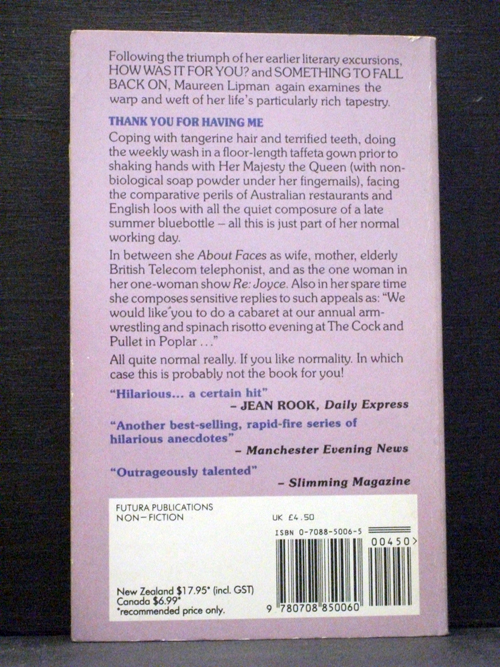 Following the triumph of her earlier literary excursions,
HOW WAS IT FOR YOU? and SOMETHING TO FALL
BACK ON, Maureen Lipman again examines the
warp and weft of her life's particularly rich tapestry.
THANK YOU FOR HAVING ME
Coping with tangerine hair and terrified teeth, doing
the weekly wash in a floor-length taffeta gown prior to
shaking hands with Her Majesty the Queen (with non-
biological soap powder under her fingernails), facing
the comparative perils of Australian restaurants and
English loos with all the quiet composure of a late
summer bluebottle – all this is just part of her normal
working day.
In between she About Faces as wife, mother, elderly
British Telecom telephonist, and as the one woman in
her one-woman show Re: Joyce. Also in her spare time
she composes sensitive replies to such appeals as: "We
would like you to do a cabaret at our annual arm-
wrestling and spinach risotto evening at The Cock and
Pullet in Poplar ..."
All quite normal really. If you like normality. In which
case this is probably not the book for you!
"Hilarious... a certain hit"
– JEAN ROOK, Daily Express
"Another best-selling, rapid-fire series of
hilarious anecdotes"
– Manchester Evening News
"Outrageously talented"
– Slimming Magazine
FUTURA PUBLICATIONS
NON–FICTION
UK £4.50
ISBN 0-7088-5006-5
00450>
New Zealand $17.95* (incl. GST)
Canada $6.99*
*recommended price only.
9 780708 850060